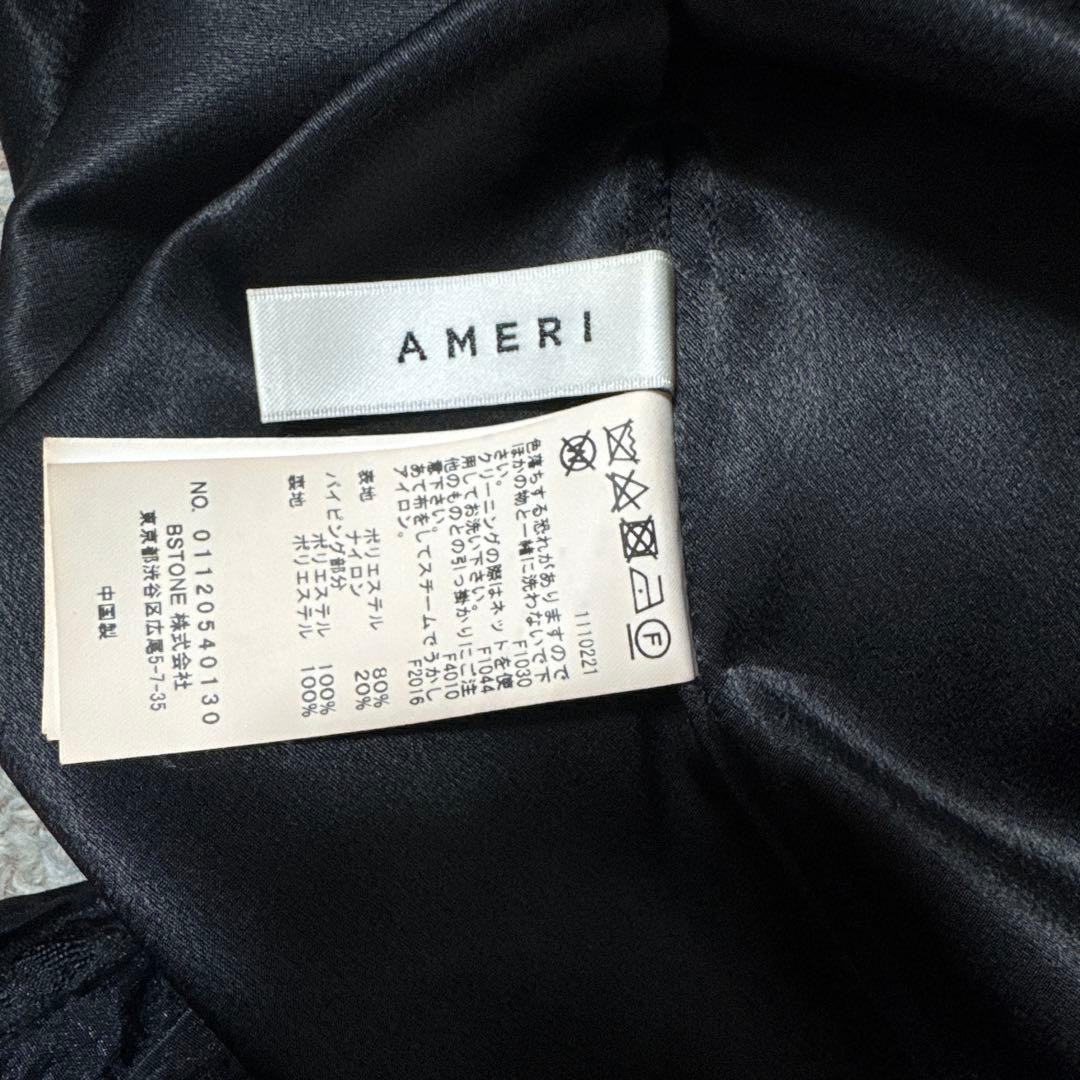 AMERI
F
1110221
色落ちする恐れがありますので
ほかの物と一緒に洗わないで下
さい。 F1030
クリーニングの際はネットを使
用してお洗い下さい。 F1044
他のものとの引っ掛かりにご注
意下さい。 F4010
あて布をしてスチームでうかし
アイロン。 F2016
表地 ポリエステル 80%
ナイロン 20%
パイピング部分
ポリエステル 100%
裏地 ポリエステル 100%
NO. 01120540130
BSTONE 株式会社
東京都渋谷区広尾5-7-35
中国製